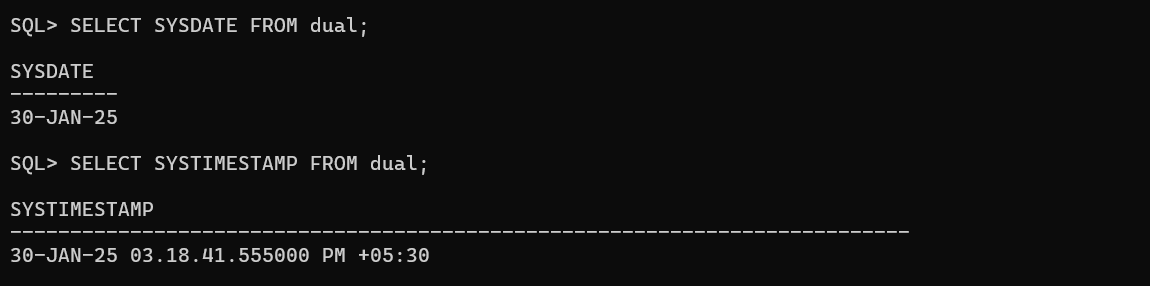 SQL> SELECT SYSDATE FROM dual;
SYSDATE
---------
30-JAN-25
SQL> SELECT SYSTIMESTAMP FROM dual;
SYSTIMESTAMP
---------------------------------------------------------------------------
30-JAN-25 03.18.41.555000 PM +05:30